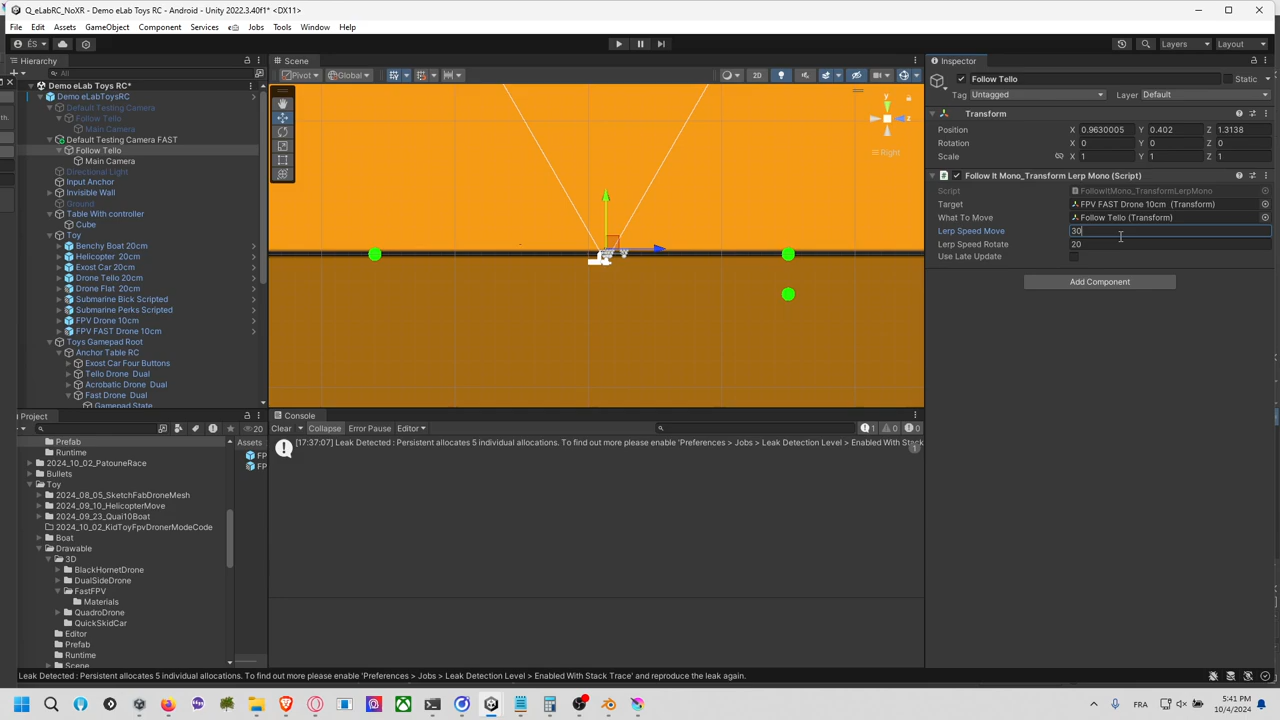 Q_eLabRC_NoXR - Demo eLab Toys RC - Android - Unity 2022.3.40f1* <DX11>
File Edit Assets GameObject Component Services Jobs Tools Window Help
ÉS
Layers Layout
Hierarchy
All
Demo eLab Toys RC*
Demo eLabToysRC
Default Testing Camera
Follow Tello
Main Camera
Default Testing Camera FAST
Follow Tello
Main Camera
Directional Light
Input Anchor
Invisible Wall
Ground
Table With controller
Cube
Toy
Benchy Boat 20cm
Helicopter 20cm
Exost Car 20cm
Drone Tello 20cm
Drone Flat 20cm
Submarine Bick Scripted
Submarine Perks Scripted
FPV Drone 10cm
FPV FAST Drone 10cm
Toys Gamepad Root
Anchor Table RC
Exost Car Four Buttons
Tello Drone Dual
Acrobatic Drone Dual
Fast Drone Dual
Gamepad State
Scene
Pivot Global 2D
y
z
Right
Inspector
Follow Tello Static
Tag Untagged Layer Default
Transform
Position X 0.9630005 Y 0.402 Z 1.3138
Rotation X 0 Y 0 Z 0
Scale X 1 Y 1 Z 1
Follow It Mono_Transform Lerp Mono (Script)
Script FollowItMono_TransformLerpMono
Target FPV FAST Drone 10cm (Transform)
What To Move Follow Tello (Transform)
Lerp Speed Move 30
Lerp Speed Rotate 20
Use Late Update
Add Component
Project
20
Prefab
Runtime
2024_10_02_PatouneRace
Bullets
Toy
2024_08_05_SketchFabDroneMesh
2024_09_10_HelicopterMove
2024_09_23_Quai10Boat
2024_10_02_KidToyFpvDronerModeCode
Boat
Drawable
3D
BlackHornetDrone
DualSideDrone
FastFPV
Materials
QuadroDrone
QuickSkidCar
Editor
Prefab
Runtime
Scene
Assets
FP
FP
Console
Clear Collapse Error Pause Editor 1 0 0
[17:37:07] Leak Detected : Persistent allocates 5 individual allocations. To find out more please enable 'Preferences > Jobs > Leak Detection Level > Enabled With Stack
1
Leak Detected : Persistent allocates 5 individual allocations. To find out more please enable 'Preferences > Jobs > Leak Detection Level > Enabled With Stack Trace' and reproduce the leak again.
FRA
5:41 PM
10/4/2024